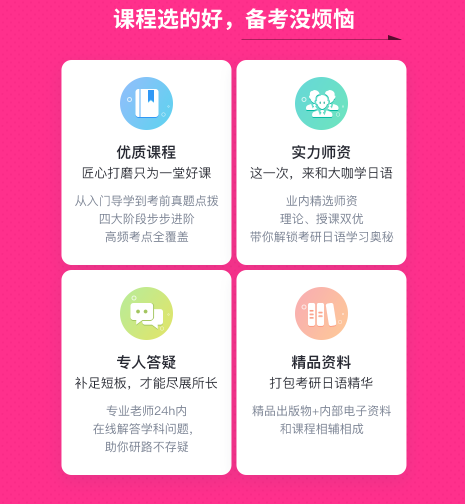 课程选的好，备考没烦恼
优质课程
匠心打磨只为一堂好课
从入门导学到考前真题点拨
四大阶段步步进阶
高频考点全覆盖
实力师资
这一次，来和大咖学日语
业内精选师资
理论、授课双优
带你解锁考研日语学习奥秘
专人答疑
补足短板，才能尽展所长
专业老师24h内
在线解答学科问题，
助你研路不存疑
精品资料
打包考研日语精华
精品出版物+内部电子资料
和课程相辅相成